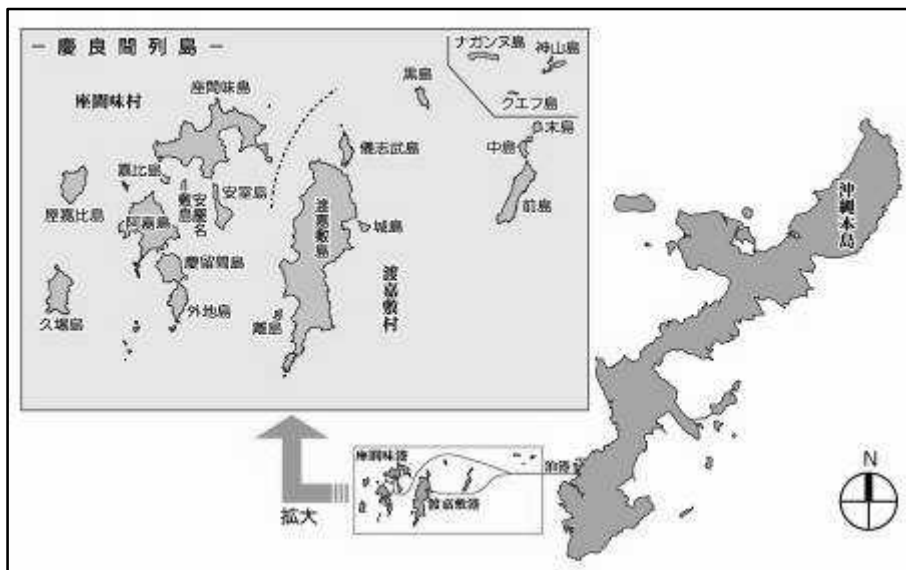 －慶良間列島－
ナガンヌ島
神山島
黒島
クエフ島
座間味島
座間味村
中島
儀志武島
嘉比島
安室島
屋嘉比島
阿嘉島
安慶名敷島
渡嘉敷島
城島
前島
渡嘉敷村
慶留間島
久場島
外地島
離島
沖縄本島
座間味港
泊港
渡嘉敷港
拡大
N